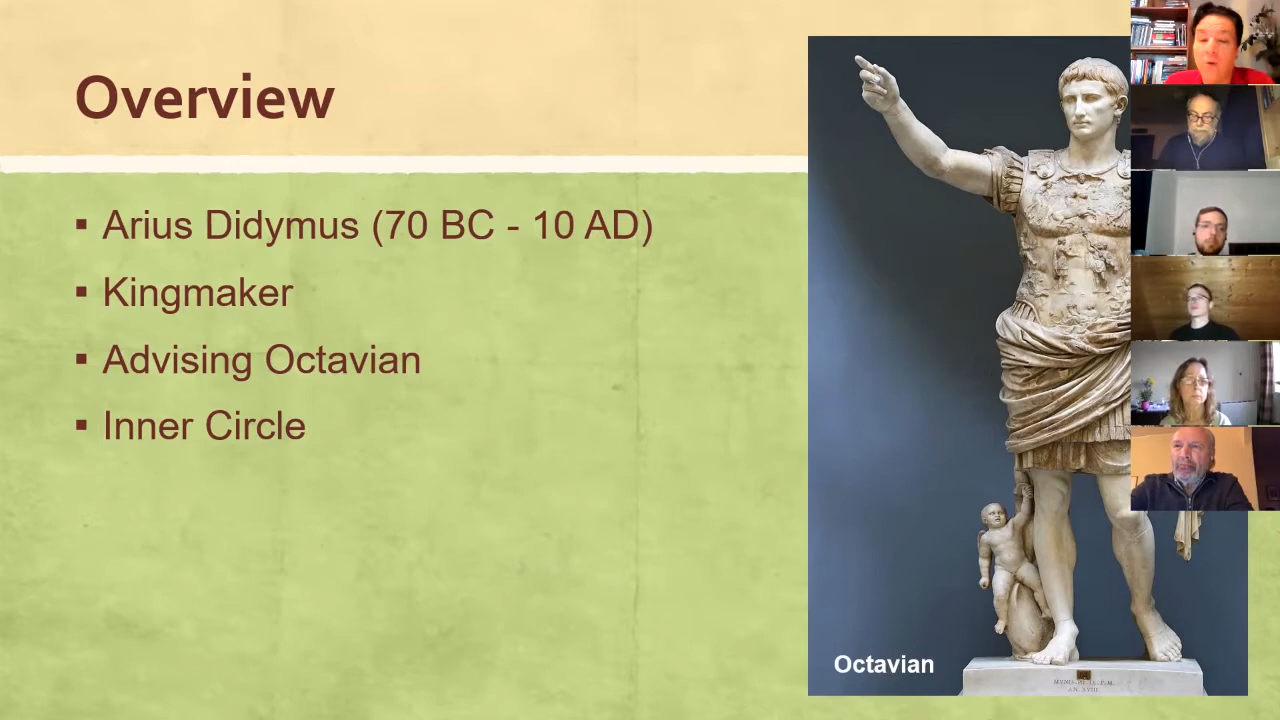 Overview
▪ Arius Didymus (70 BC - 10 AD)
▪ Kingmaker
▪ Advising Octavian
▪ Inner Circle
Octavian